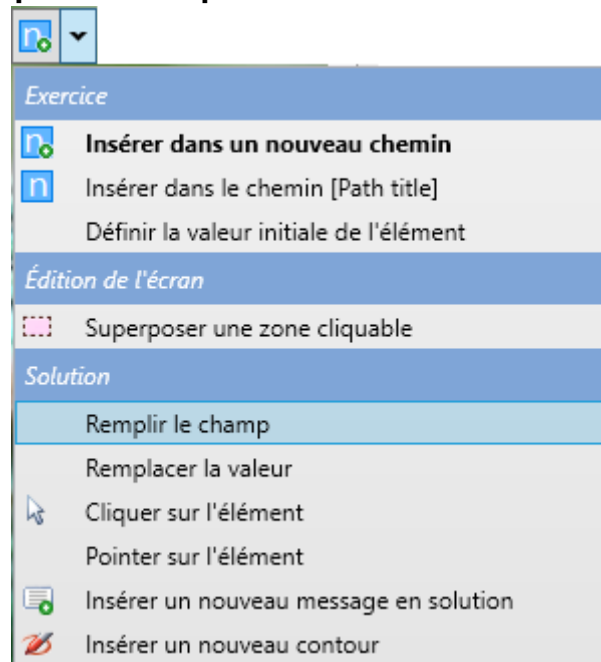 Exercice
Insérer dans un nouveau chemin
Insérer dans le chemin [Path title]
Définir la valeur initiale de l'élément
Édition de l'écran
Superposer une zone cliquable
Solution
Remplir le champ
Remplacer la valeur
Cliquer sur l'élément
Pointer sur l'élément
Insérer un nouveau message en solution
Insérer un nouveau contour